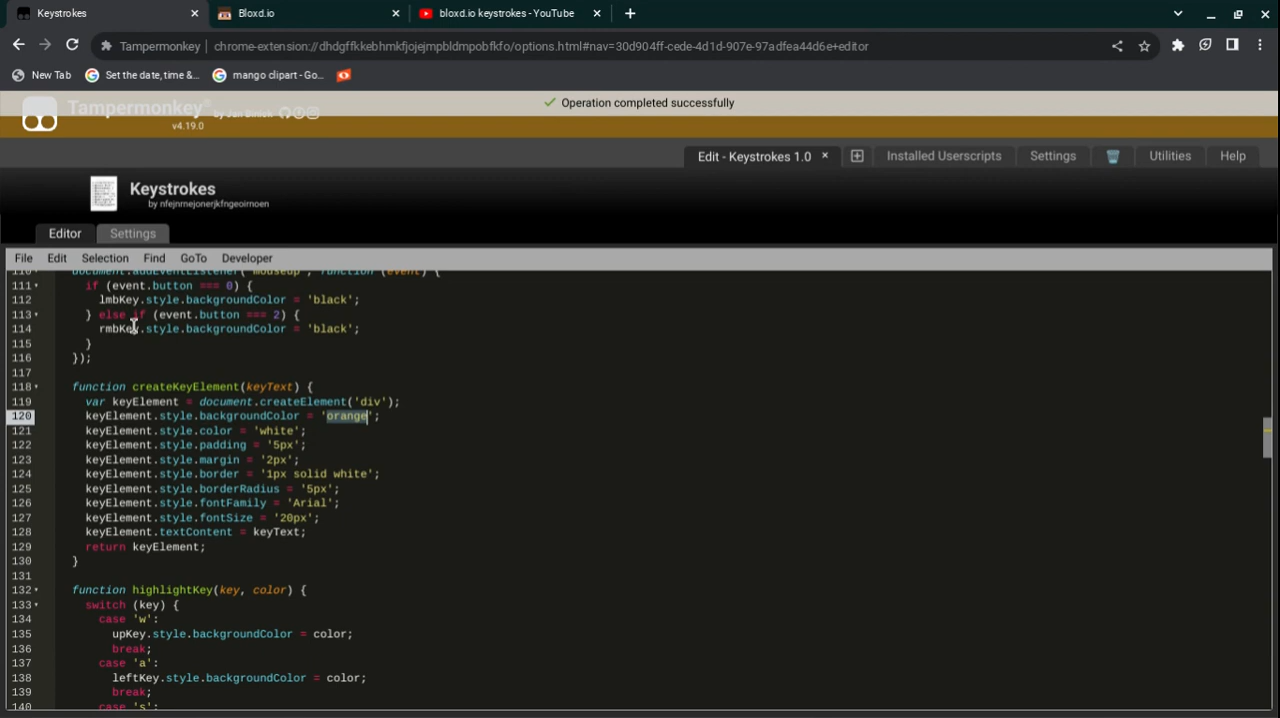 Keystrokes
Bloxd.io
bloxd.io keystrokes - YouTube
Tampermonkey
chrome-extension://dhdgffkkebhmkfjojejmpbldmpobfkfo/options.html#nav=30d904ff-cede-4d1d-907e-97adfea44d6e+editor
New Tab
Set the date, time &...
mango clipart - Go...
Operation completed successfully
Tampermonkey®
v4.19.0
Edit - Keystrokes 1.0
Installed Userscripts
Settings
Utilities
Help
Keystrokes
by nfejnrnejonerjkfngeoirnoen
Editor
Settings
File Edit Selection Find GoTo Developer
110 document.addEventListener('mouseup', function (event) {
111 if (event.button === 0) {
112 lmbKey.style.backgroundColor = 'black';
113 } else if (event.button === 2) {
114 rmbKey.style.backgroundColor = 'black';
115 }
116 });
117
118 function createKeyElement(keyText) {
119 var keyElement = document.createElement('div');
120 keyElement.style.backgroundColor = 'orange';
121 keyElement.style.color = 'white';
122 keyElement.style.padding = '5px';
123 keyElement.style.margin = '2px';
124 keyElement.style.border = '1px solid white';
125 keyElement.style.borderRadius = '5px';
126 keyElement.style.fontFamily = 'Arial';
127 keyElement.style.fontSize = '20px';
128 keyElement.textContent = keyText;
129 return keyElement;
130 }
131
132 function highlightKey(key, color) {
133 switch (key) {
134 case 'w':
135 upKey.style.backgroundColor = color;
136 break;
137 case 'a':
138 leftKey.style.backgroundColor = color;
139 break;
140 case 's':